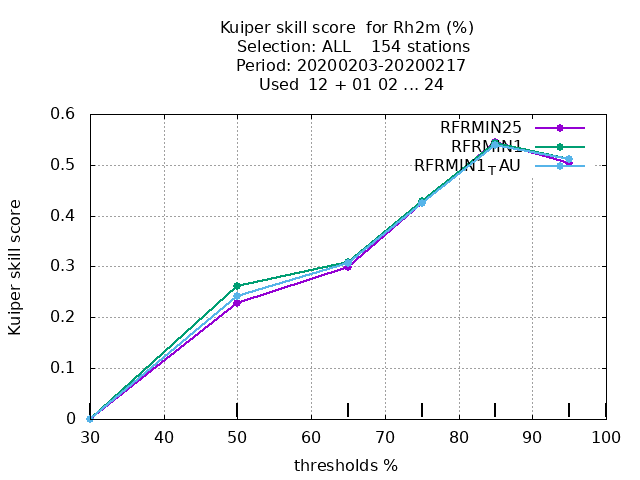 Kuiper skill score for Rh2m (%)
Selection: ALL 154 stations
Period: 20200203-20200217
Used 12 + 01 02 ... 24
RFRMIN25
RFRMIN1
RFRMIN1TAU
0.6
0.5
0.4
0.3
0.2
0.1
0
Kuiper skill score
30 40 50 60 70 80 90 100
thresholds %